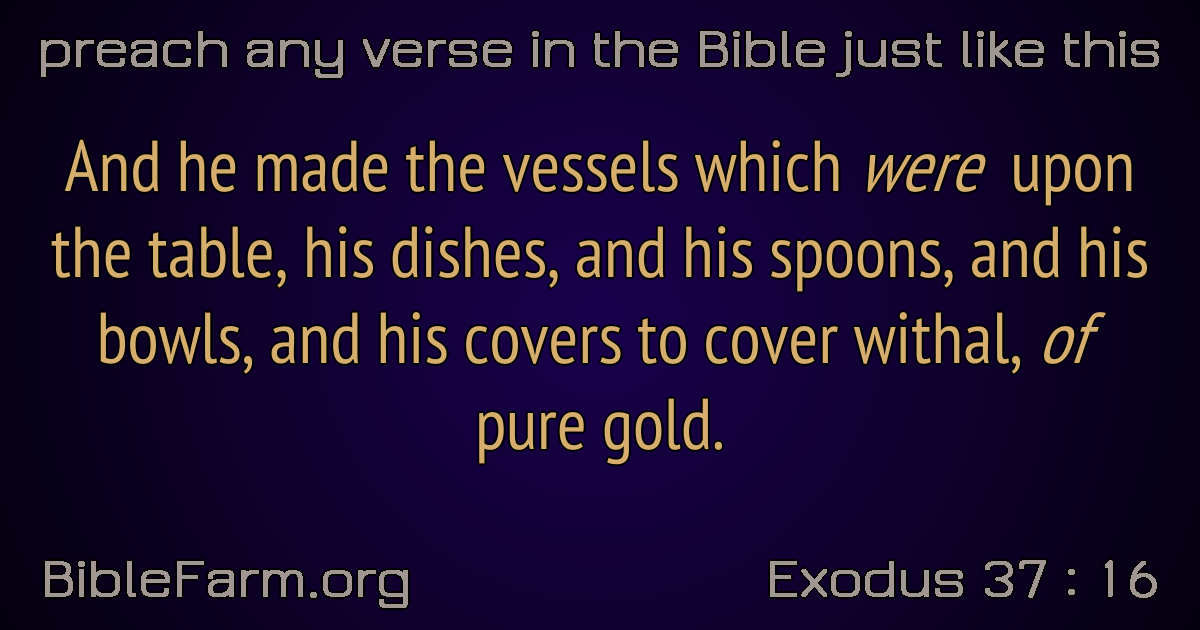 preach any verse in the Bible just like this
And he made the vessels which were upon
the table, his dishes, and his spoons, and his
bowls, and his covers to cover withal, of
pure gold.
BibleFarm.org
Exodus 37 : 16